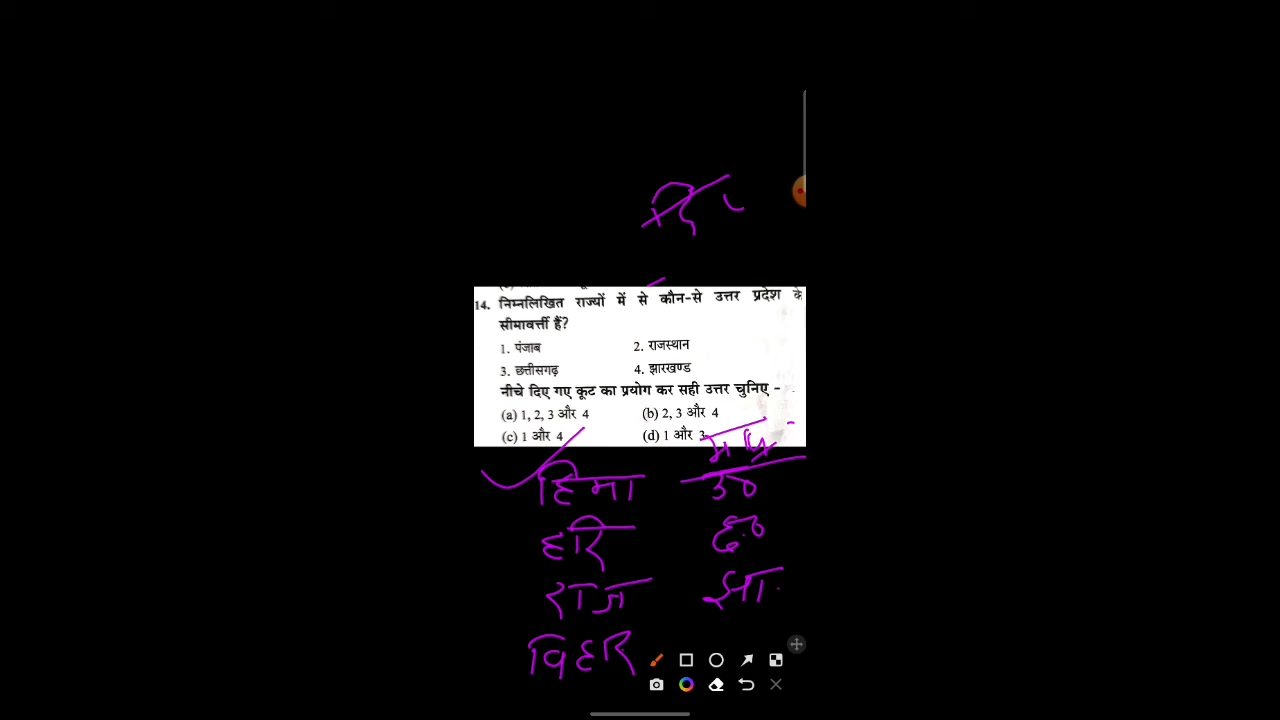 दि
14. निम्नलिखित राज्यों में से कौन-से उत्तर प्रदेश के
सीमावर्त्ती हैं?
1. पंजाब 2. राजस्थान
3. छत्तीसगढ़ 4. झारखण्ड
नीचे दिए गए कूट का प्रयोग कर सही उत्तर चुनिए -
(a) 1, 2, 3 और 4 (b) 2, 3 और 4
(c) 1 और 4 (d) 1 और 3
म प्र
हिमा उ०
हरि छ०
राज झा.
विहार